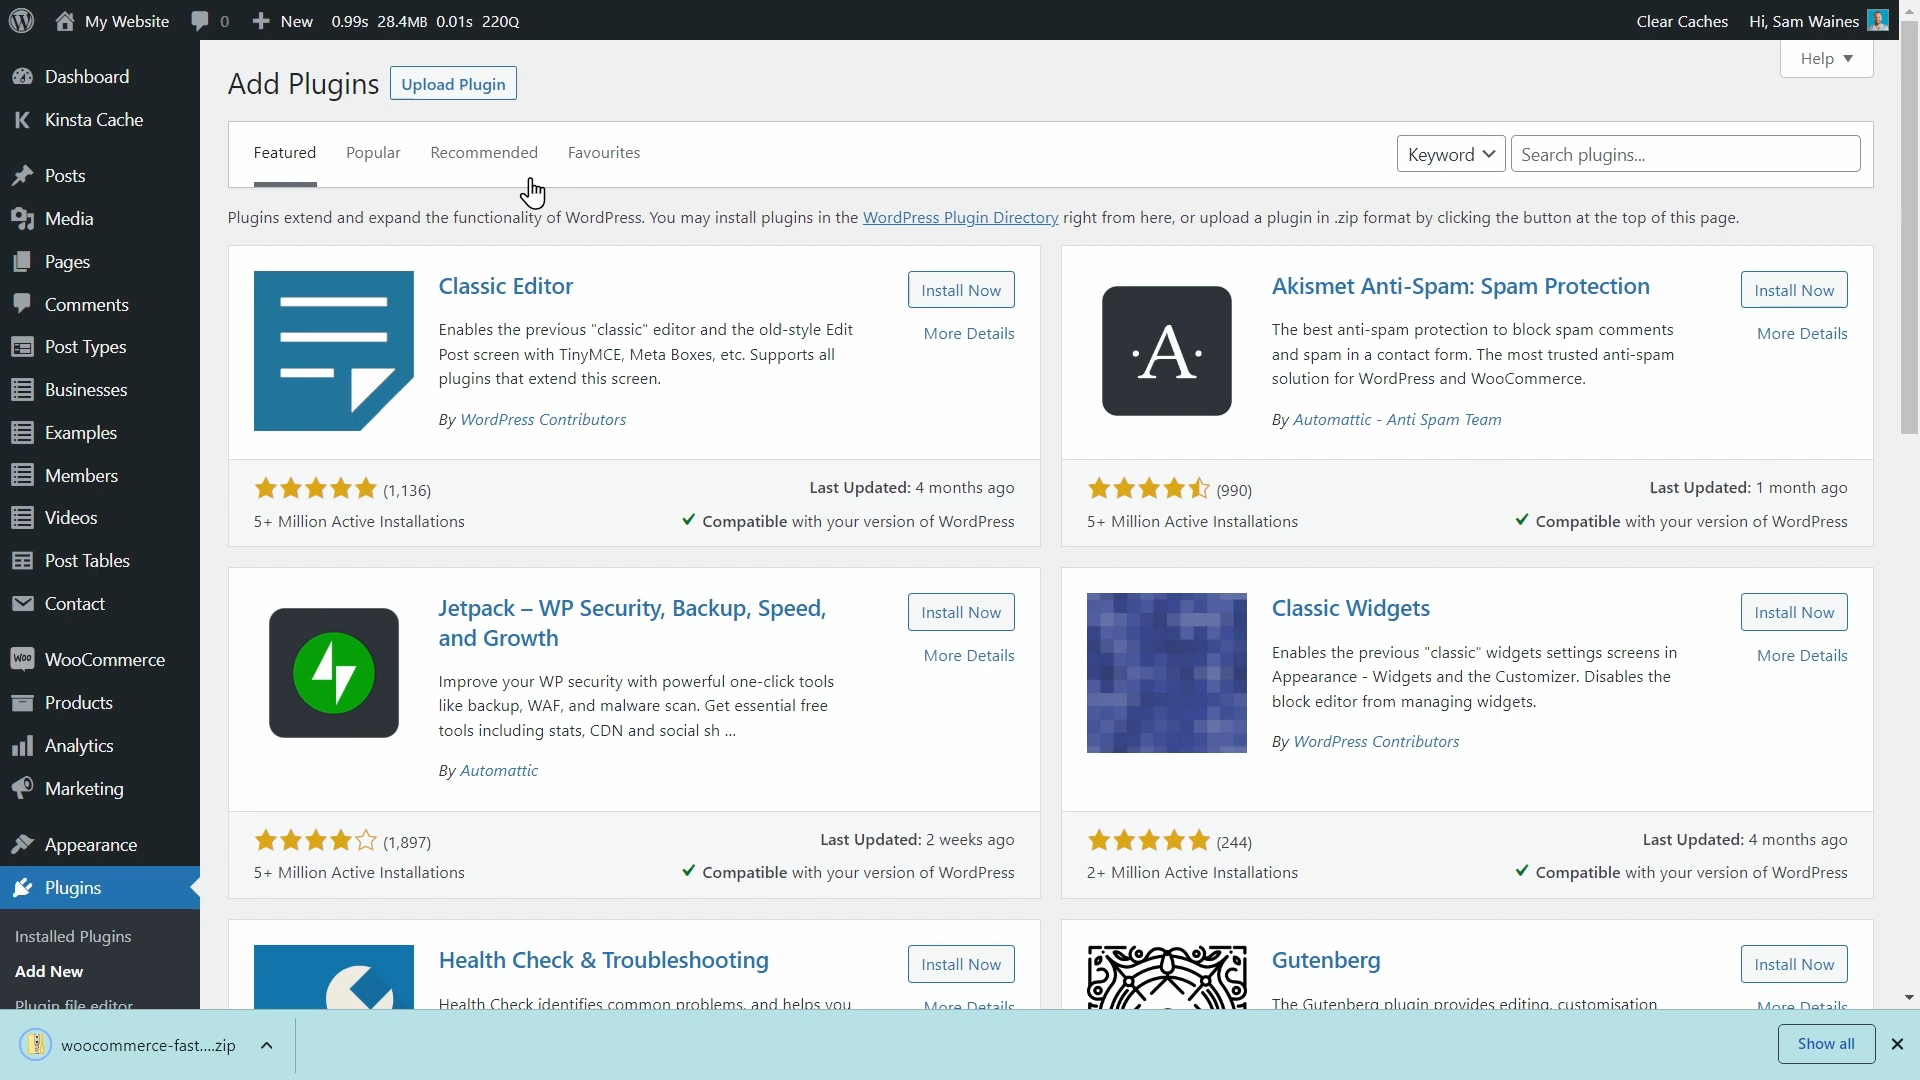 My Website 0 New 0.99s 28.4MB 0.01s 220Q Clear Caches Hi, Sam Waines
Help
Dashboard
Kinsta Cache
Posts
Media
Pages
Comments
Post Types
Businesses
Examples
Members
Videos
Post Tables
Contact
Woo WooCommerce
Products
Analytics
Marketing
Appearance
Plugins
Installed Plugins
Add New
Plugin file editor
Add Plugins Upload Plugin
Featured Popular Recommended Favourites Keyword Search plugins...
Plugins extend and expand the functionality of WordPress. You may install plugins in the WordPress Plugin Directory right from here, or upload a plugin in .zip format by clicking the button at the top of this page.
Classic Editor
Install Now
More Details
Enables the previous "classic" editor and the old-style Edit
Post screen with TinyMCE, Meta Boxes, etc. Supports all
plugins that extend this screen.
By WordPress Contributors
(1,136)
Last Updated: 4 months ago
5+ Million Active Installations
Compatible with your version of WordPress
·A·
Akismet Anti-Spam: Spam Protection
Install Now
More Details
The best anti-spam protection to block spam comments
and spam in a contact form. The most trusted anti-spam
solution for WordPress and WooCommerce.
By Automattic - Anti Spam Team
(990)
Last Updated: 1 month ago
5+ Million Active Installations
Compatible with your version of WordPress
Jetpack – WP Security, Backup, Speed,
and Growth
Install Now
More Details
Improve your WP security with powerful one-click tools
like backup, WAF, and malware scan. Get essential free
tools including stats, CDN and social sh ...
By Automattic
(1,897)
Last Updated: 2 weeks ago
5+ Million Active Installations
Compatible with your version of WordPress
Classic Widgets
Install Now
More Details
Enables the previous "classic" widgets settings screens in
Appearance - Widgets and the Customizer. Disables the
block editor from managing widgets.
By WordPress Contributors
(244)
Last Updated: 4 months ago
2+ Million Active Installations
Compatible with your version of WordPress
Health Check & Troubleshooting
Install Now
More Details
Health Check identifies common problems, and helps you
Gutenberg
Install Now
More Details
The Gutenberg plugin provides editing, customisation
woocommerce-fast....zip
Show all